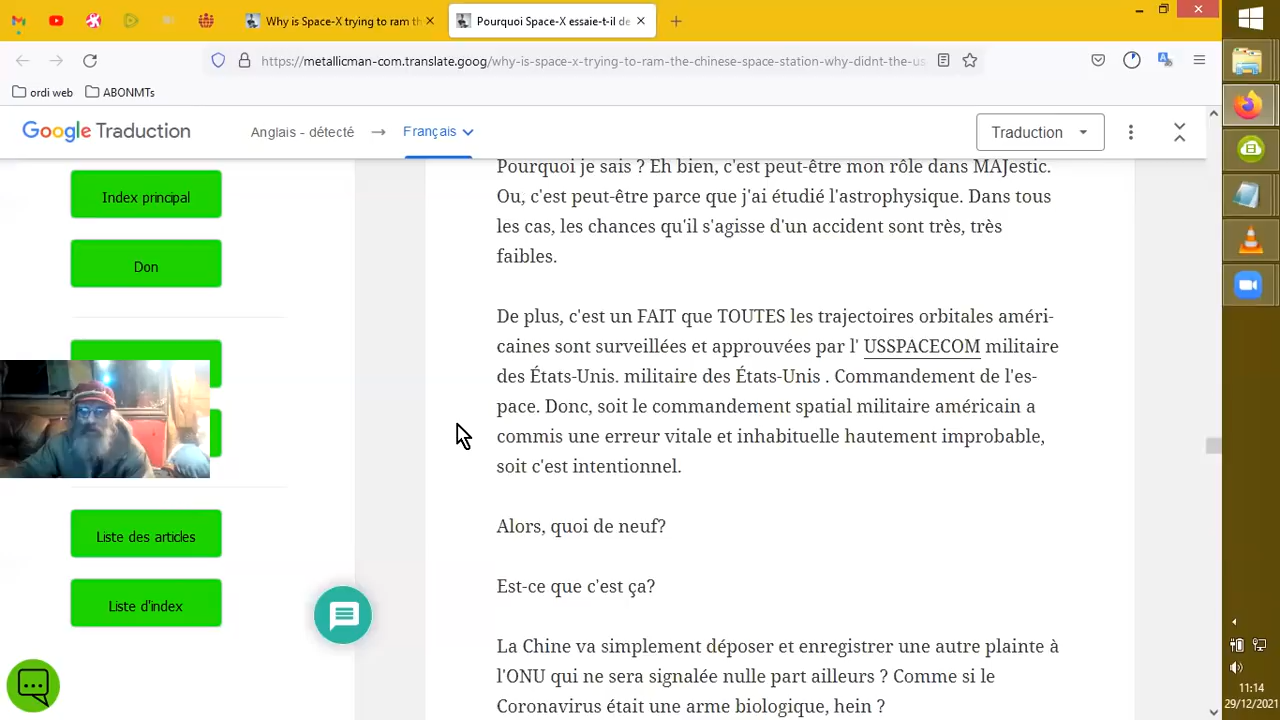 Why is Space-X trying to ram th
Pourquoi Space-X essaie-t-il de
https://metallicman-com.translate.goog/why-is-space-x-trying-to-ram-the-chinese-space-station-why-didnt-the-us
ordi web
ABONMTs
Google Traduction
Anglais - détecté
Français
Traduction
Index principal
Don
Liste des articles
Liste d'index
Pourquoi je sais ? Eh bien, c'est peut-être mon rôle dans MAJestic.
Ou, c'est peut-être parce que j'ai étudié l'astrophysique. Dans tous
les cas, les chances qu'il s'agisse d'un accident sont très, très
faibles.
De plus, c'est un FAIT que TOUTES les trajectoires orbitales améri-
caines sont surveillées et approuvées par l' USSPACECOM militaire
des États-Unis. militaire des États-Unis . Commandement de l'es-
pace. Donc, soit le commandement spatial militaire américain a
commis une erreur vitale et inhabituelle hautement improbable,
soit c'est intentionnel.
Alors, quoi de neuf?
Est-ce que c'est ça?
La Chine va simplement déposer et enregistrer une autre plainte à
l'ONU qui ne sera signalée nulle part ailleurs ? Comme si le
Coronavirus était une arme biologique, hein ?
11:14
29/12/2021